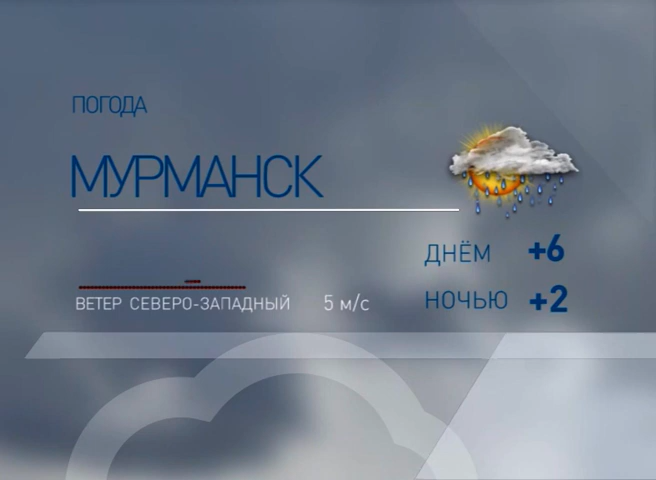 ПОГОДА
МУРМАНСК
ДНЁМ +6
ВЕТЕР СЕВЕРО-ЗАПАДНЫЙ 5 м/с
НОЧЬЮ +2